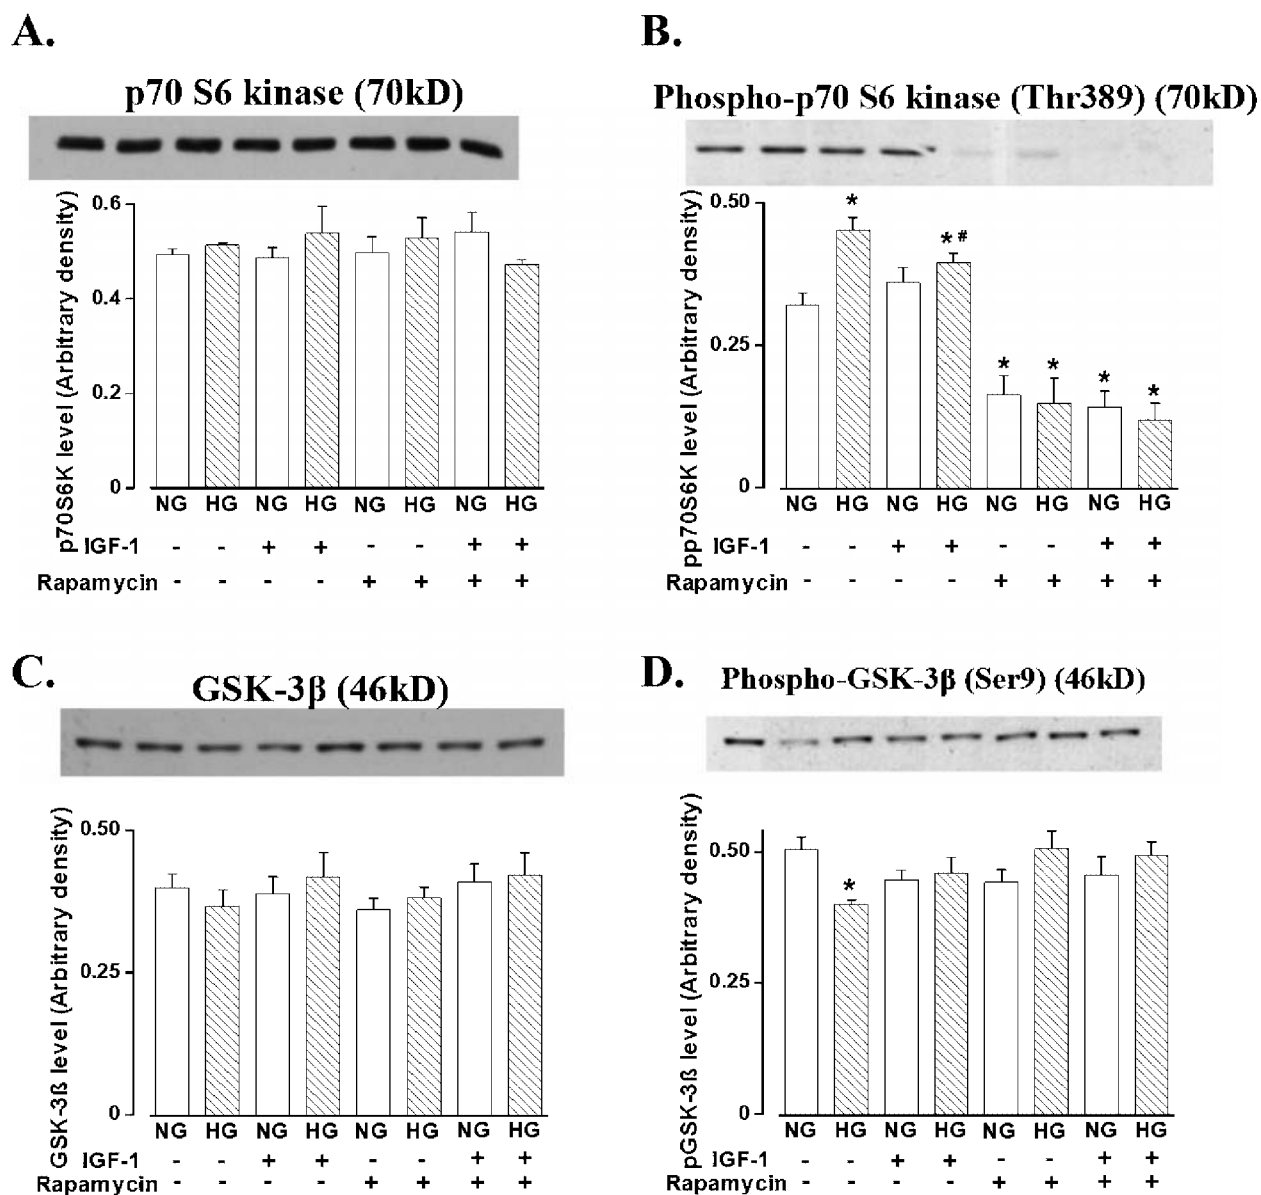 A.
p70 S6 kinase (70kD)
p70S6K level (Arbitrary density)
0.6
0.4
0.2
0
NG HG NG HG NG HG NG HG
IGF-1 - - + + - - + +
Rapamycin - - - - + + + +
B.
Phospho-p70 S6 kinase (Thr389) (70kD)
pp70S6K level (Arbitrary density)
0.50
0.25
0
* *# * * * *
NG HG NG HG NG HG NG HG
IGF-1 - - + + - - + +
Rapamycin - - - - + + + +
C.
GSK-3β (46kD)
GSK-3ß level (Arbitrary density)
0.50
0.25
0
NG HG NG HG NG HG NG HG
IGF-1 - - + + - - + +
Rapamycin - - - - + + + +
D.
Phospho-GSK-3β (Ser9) (46kD)
pGSK-3ß level (Arbitrary density)
0.50
0.25
0
*
NG HG NG HG NG HG NG HG
IGF-1 - - + + - - + +
Rapamycin - - - - + + + +